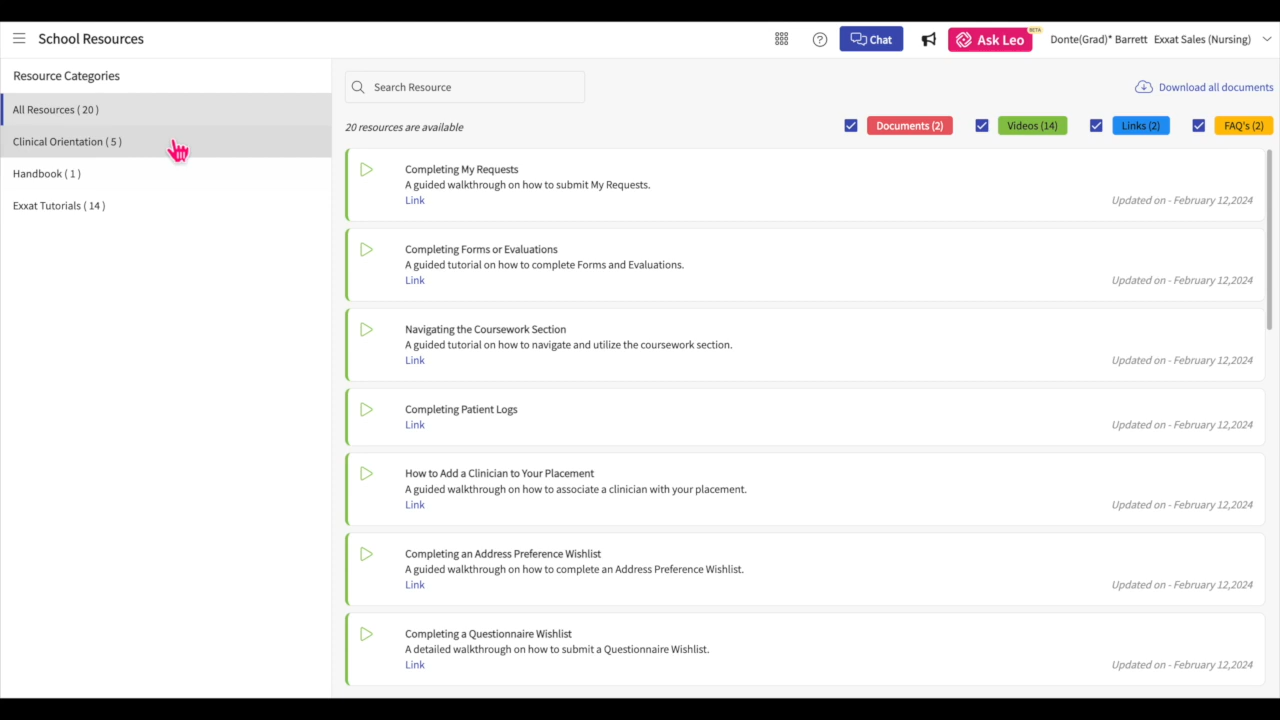 School Resources
Chat
Ask Leo
BETA
Donte(Grad)* Barrett Exxat Sales (Nursing)
Resource Categories
All Resources ( 20 )
Clinical Orientation ( 5 )
Handbook ( 1 )
Exxat Tutorials ( 14 )
Search Resource
Download all documents
20 resources are available
Documents (2)
Videos (14)
Links (2)
FAQ's (2)
Completing My Requests
A guided walkthrough on how to submit My Requests.
Link
Updated on - February 12,2024
Completing Forms or Evaluations
A guided tutorial on how to complete Forms and Evaluations.
Link
Updated on - February 12,2024
Navigating the Coursework Section
A guided tutorial on how to navigate and utilize the coursework section.
Link
Updated on - February 12,2024
Completing Patient Logs
Link
Updated on - February 12,2024
How to Add a Clinician to Your Placement
A guided walkthrough on how to associate a clinician with your placement.
Link
Updated on - February 12,2024
Completing an Address Preference Wishlist
A guided walkthrough on how to complete an Address Preference Wishlist.
Link
Updated on - February 12,2024
Completing a Questionnaire Wishlist
A detailed walkthrough on how to submit a Questionnaire Wishlist.
Link
Updated on - February 12,2024